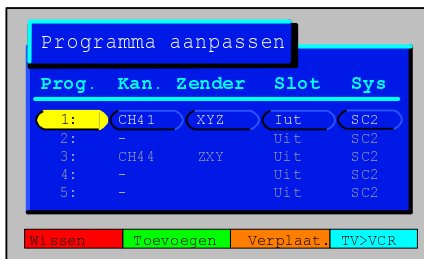 Programma aanpassen
Prog. Kan. Zender Slot Sys
1: CH41 XYZ Iut SC2
2: - Uit SC2
3: CH44 ZXY Uit SC2
4: - Uit SC2
5: - Uit SC2
Wissen Toevoegen Verplaat. TV>VCR